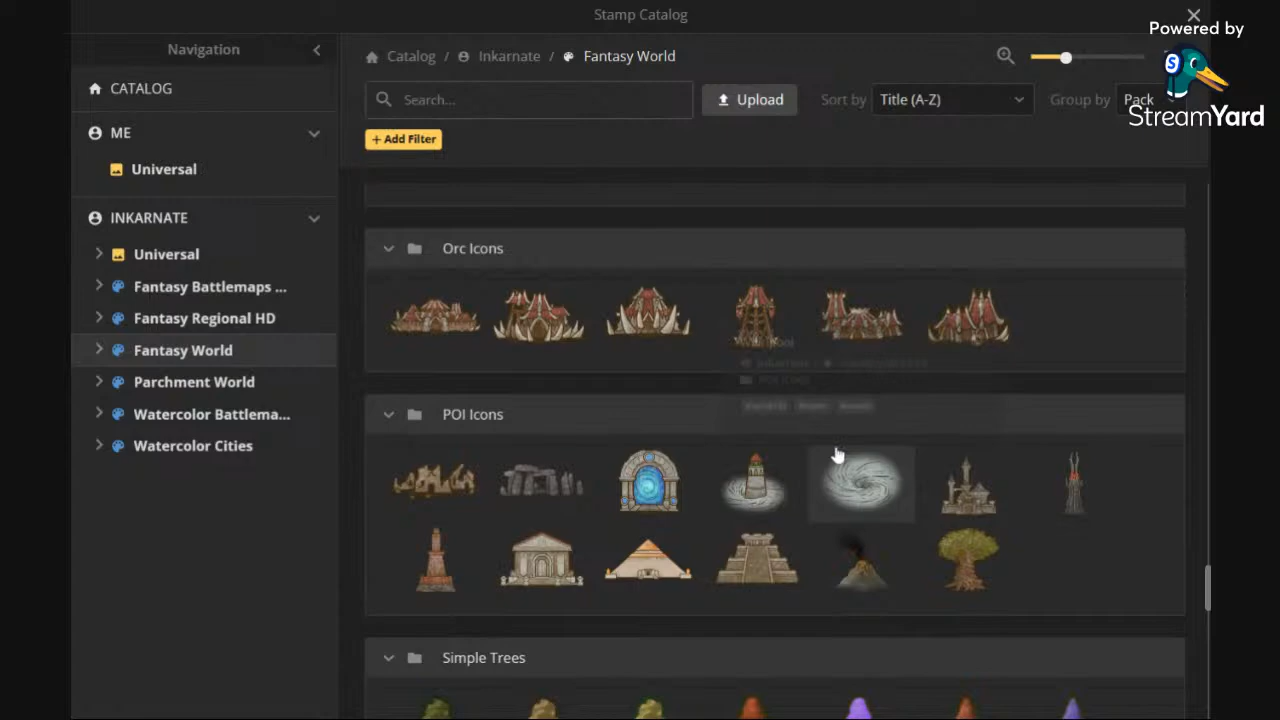 Stamp Catalog
Powered by
StreamYard
Navigation
Catalog / Inkarnate / Fantasy World
CATALOG
Search...
Upload
Sort by
Title (A-Z)
Group by
Pack
+ Add Filter
ME
Universal
INKARNATE
Universal
Fantasy Battlemaps ...
Fantasy Regional HD
Fantasy World
Parchment World
Watercolor Battlema...
Watercolor Cities
Orc Icons
POI Icons
Simple Trees